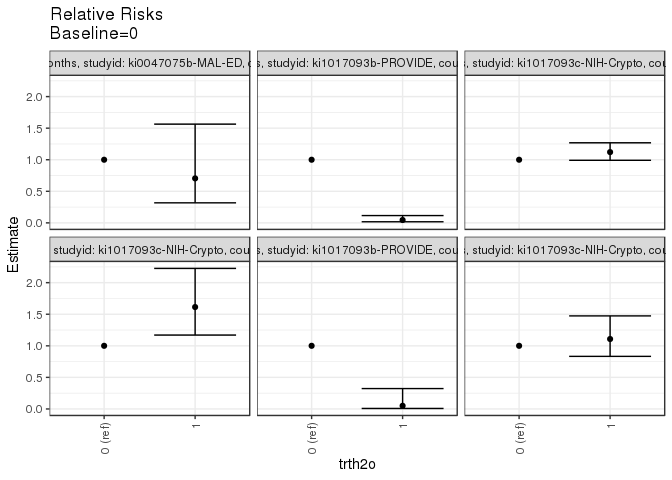 Relative Risks
Baseline=0
onths, studyid: ki0047075b-MAL-ED,
s, studyid: ki1017093b-PROVIDE, cou
s, studyid: ki1017093c-NIH-Crypto, cou
2.0
1.5
1.0
0.5
0.0
studyid: ki1017093c-NIH-Crypto, cou
s, studyid: ki1017093b-PROVIDE, cou
s, studyid: ki1017093c-NIH-Crypto, cou
2.0
1.5
1.0
0.5
0.0
Estimate
0 (ref)
1
0 (ref)
1
0 (ref)
1
trth2o